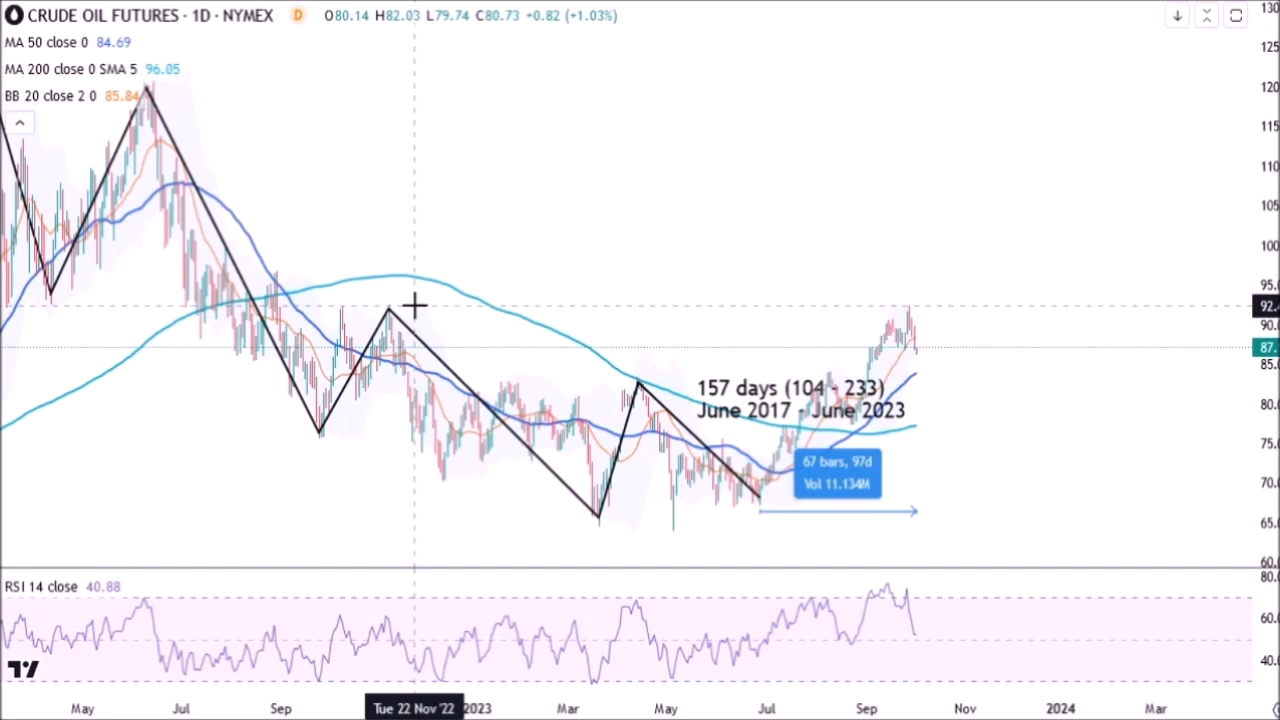 CRUDE OIL FUTURES · 1D · NYMEX D O80.14 H82.03 L79.74 C80.73 +0.82 (+1.03%)
MA 50 close 0 84.69
MA 200 close 0 SMA 5 96.05
BB 20 close 2 0 85.84
130
125
120
115
110
105
100
95.0
92.
90.0
87.
85.0
80.0
75.0
70.0
65.0
60.0
157 days (104 - 233)
June 2017 - June 2023
67 bars, 97d
Vol 11.134M
RSI 14 close 40.88
80.0
60.0
40.0
May Jul Sep Tue 22 Nov '22 2023 Mar May Jul Sep Nov 2024 Mar